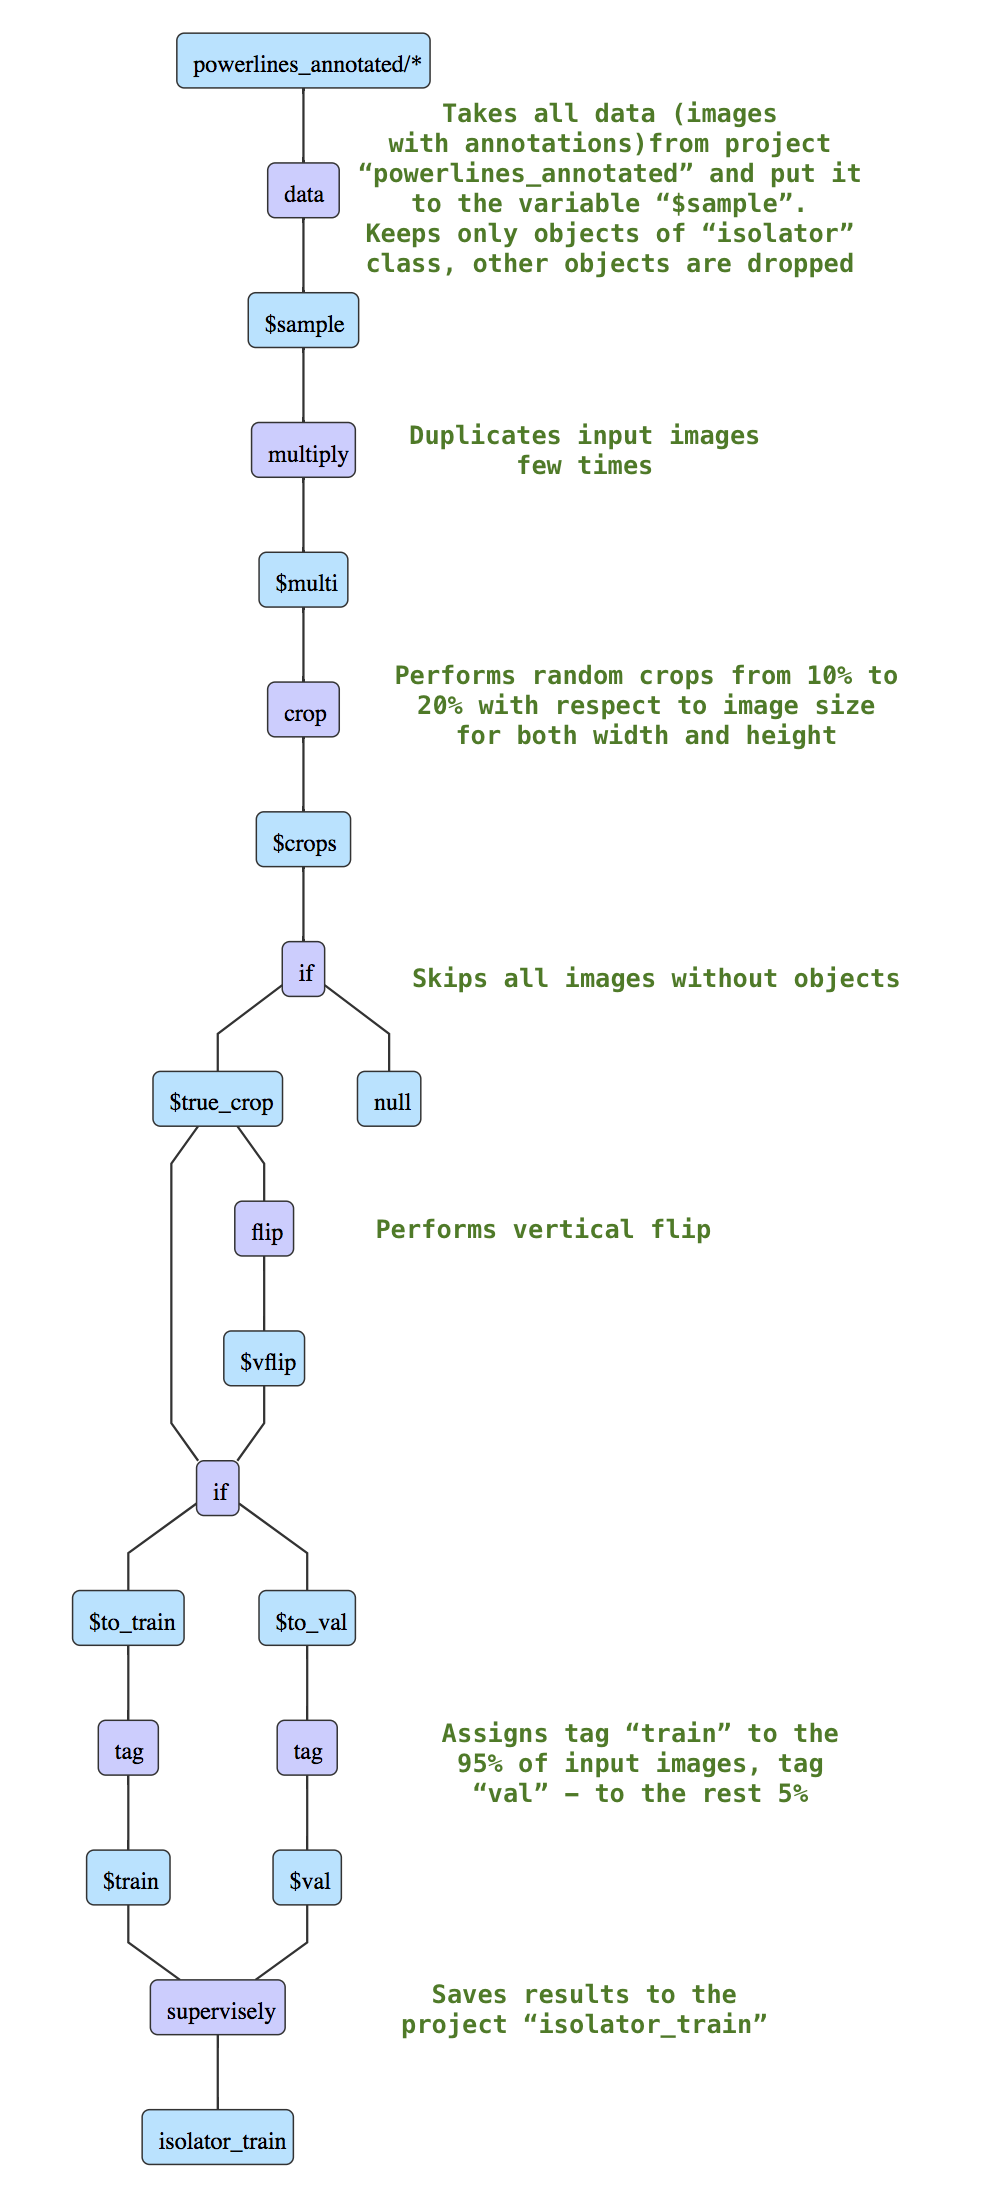 powerlines_annotated/*
Takes all data (images
with annotations)from project
“powerlines_annotated” and put it
to the variable “$sample”.
Keeps only objects of “isolator”
class, other objects are dropped
data
$sample
multiply
Duplicates input images
few times
$multi
crop
Performs random crops from 10% to
20% with respect to image size
for both width and height
$crops
if
Skips all images without objects
$true_crop
null
flip
Performs vertical flip
$vflip
if
$to_train
$to_val
tag
tag
Assigns tag “train” to the
95% of input images, tag
“val” – to the rest 5%
$train
$val
supervisely
Saves results to the
project “isolator_train”
isolator_train